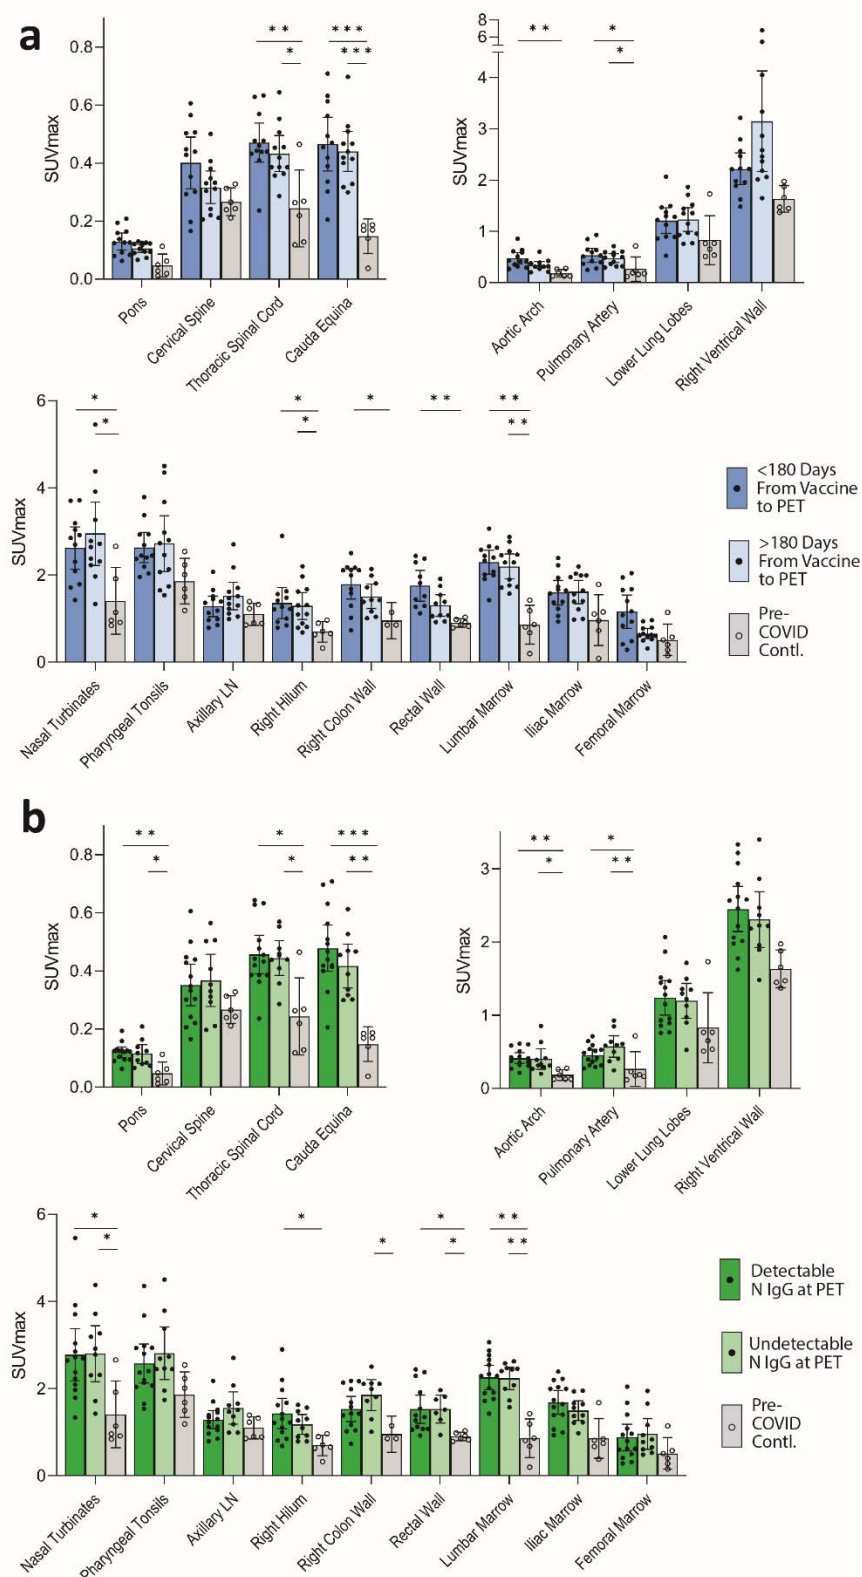 a
SUVmax
0.8
0.6
0.4
0.2
0.0
** *** 
* ***
Pons
Cervical Spine
Thoracic Spinal Cord
Cauda Equina
SUVmax
8
6
4
3
2
1
0
** *
*
Aortic Arch
Pulmonary Artery
Lower Lung Lobes
Right Ventrical Wall
SUVmax
6
4
2
0
* * * ** **
* * **
Nasal Turbinates
Pharyngeal Tonsils
Axillary LN
Right Hilum
Right Colon Wall
Rectal Wall
Lumbar Marrow
Iliac Marrow
Femoral Marrow
<180 Days
From Vaccine
to PET
>180 Days
From Vaccine
to PET
Pre-
COVID
Contl.
b
SUVmax
0.8
0.6
0.4
0.2
0.0
** * ***
* * **
Pons
Cervical Spine
Thoracic Spinal Cord
Cauda Equina
SUVmax
3
2
1
0
** *
* **
Aortic Arch
Pulmonary Artery
Lower Lung Lobes
Right Ventrical Wall
SUVmax
6
4
2
0
* * * **
* * * **
Nasal Turbinates
Pharyngeal Tonsils
Axillary LN
Right Hilum
Right Colon Wall
Rectal Wall
Lumbar Marrow
Iliac Marrow
Femoral Marrow
Detectable
N IgG at PET
Undetectable
N IgG at PET
Pre-
COVID
Contl.